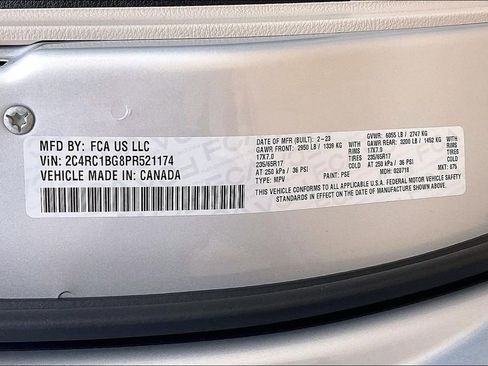 MFD BY: FCA US LLC
VIN: 2C4RC1BG8PR521174
VEHICLE MADE IN: CANADA
DATE OF MFR (BUILT): 2-23 GVWR: 6055 LB / 2747 KG
GAWR FRONT: 2950 LB / 1339 KG WITH GAWR REAR: 3200 LB / 1452 KG WITH
17X7.0 RIMS 17X7.0 RIMS
235/65R17 TIRES 235/65R17 TIRES
AT 250 kPa / 36 PSI COLD AT 250 kPa / 36 PSI COLD
TYPE: MPV PAINT: PSE MDH: 020718 MKT: 875
THIS VEHICLE CONFORMS TO ALL APPLICABLE U.S.A. FEDERAL MOTOR VEHICLE SAFETY
STANDARDS IN EFFECT ON THE DATE OF MANUFACTURE SHOWN ABOVE.